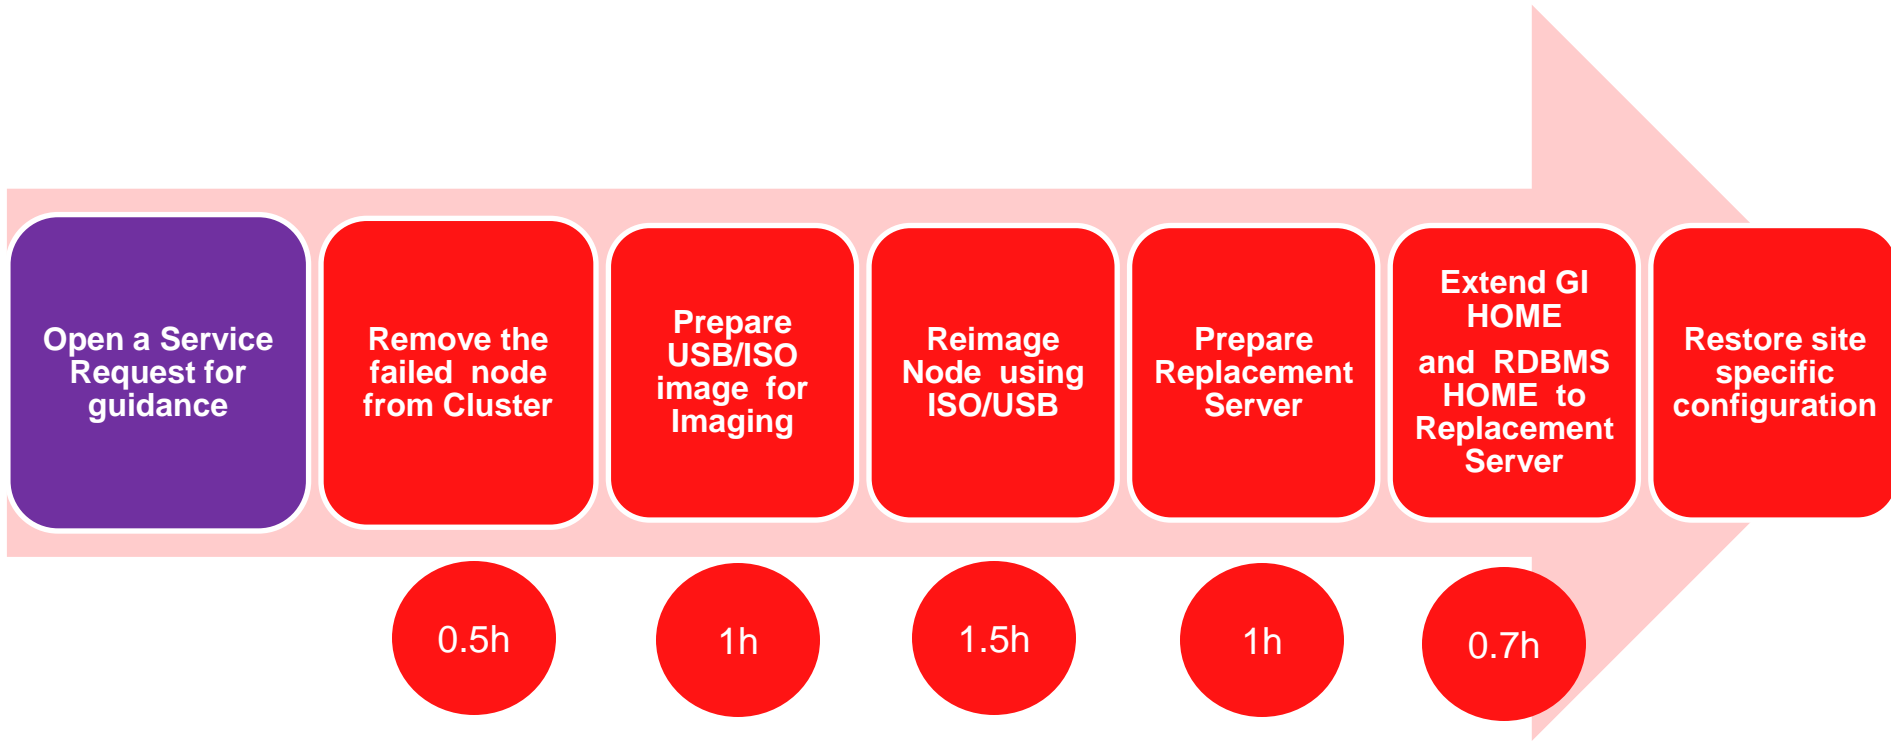 Open a Service
Request for
guidance
Remove the
failed node
from Cluster
Prepare
USB/ISO
image for
Imaging
Reimage
Node using
ISO/USB
Prepare
Replacement
Server
Extend GI
HOME
and RDBMS
HOME to
Replacement
Server
Restore site
specific
configuration
0.5h
1h
1.5h
1h
0.7h